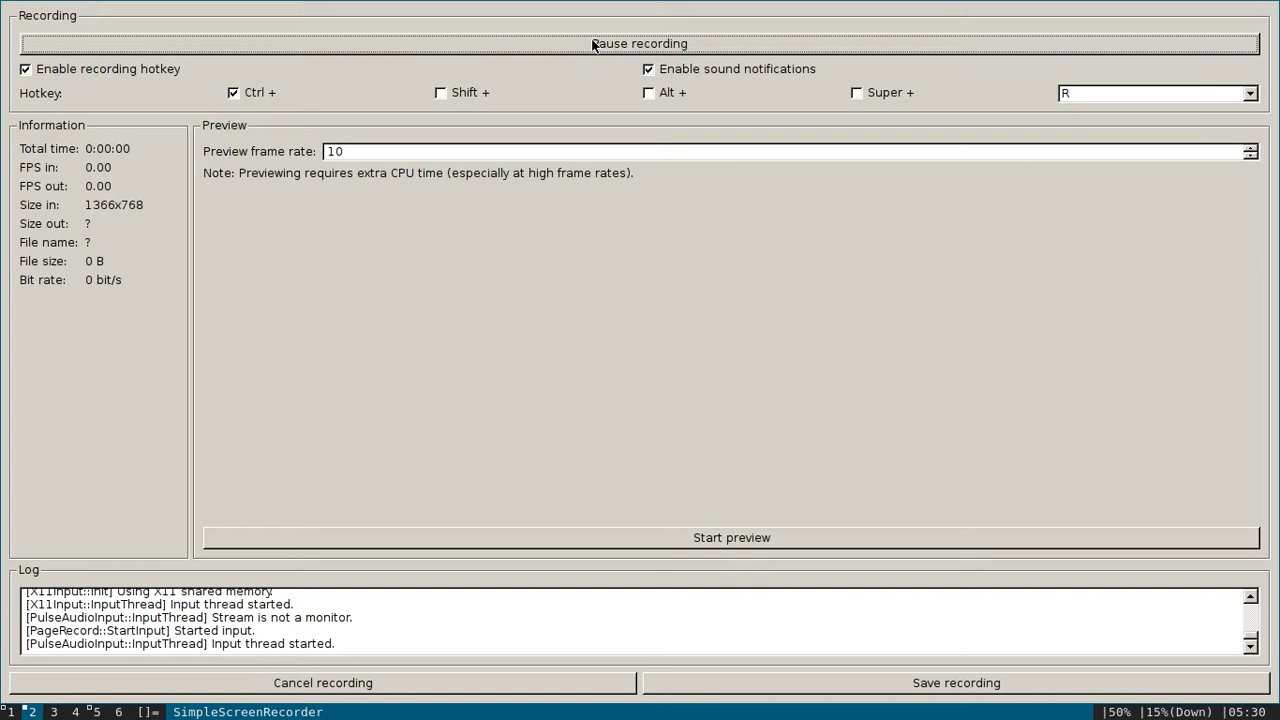 Recording
Pause recording
Enable recording hotkey
Enable sound notifications
Hotkey:
Ctrl +
Shift +
Alt +
Super +
R
Information
Total time: 0:00:00
FPS in: 0.00
FPS out: 0.00
Size in: 1366x768
Size out: ?
File name: ?
File size: 0 B
Bit rate: 0 bit/s
Preview
Preview frame rate: 10
Note: Previewing requires extra CPU time (especially at high frame rates).
Start preview
Log
[X11Input::Init] Using X11 shared memory.
[X11Input::InputThread] Input thread started.
[PulseAudioInput::InputThread] Stream is not a monitor.
[PageRecord::StartInput] Started input.
[PulseAudioInput::InputThread] Input thread started.
Cancel recording
Save recording
1 2 3 4 5 6 []= SimpleScreenRecorder |50% |15%(Down) |05:30